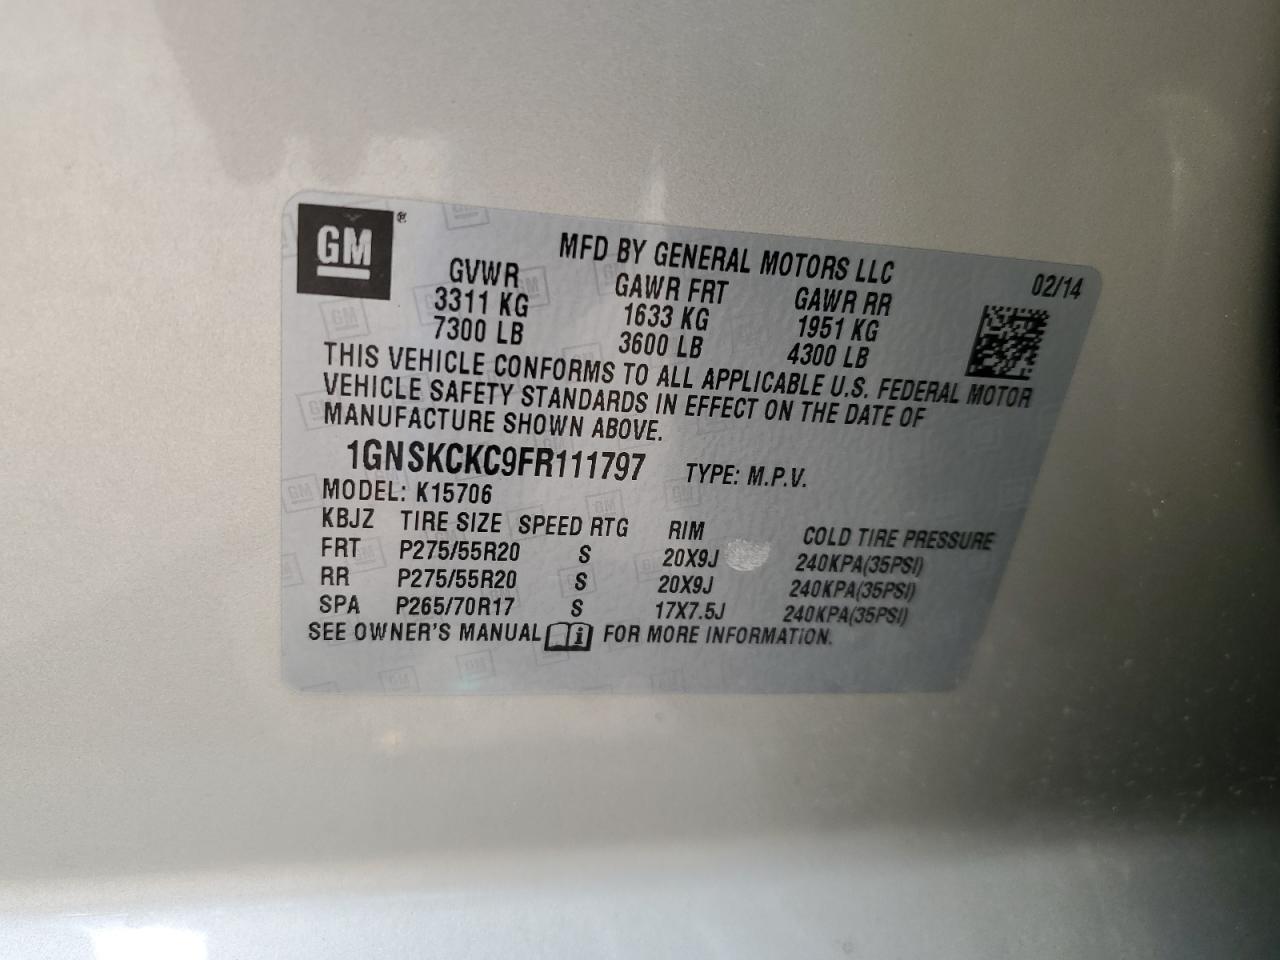 GM ®
MFD BY GENERAL MOTORS LLC
02/14
GVWR GAWR FRT GAWR RR
3311 KG 1633 KG 1951 KG
7300 LB 3600 LB 4300 LB
THIS VEHICLE CONFORMS TO ALL APPLICABLE U.S. FEDERAL MOTOR
VEHICLE SAFETY STANDARDS IN EFFECT ON THE DATE OF
MANUFACTURE SHOWN ABOVE.
1GNSKCKC9FR111797 TYPE: M.P.V.
MODEL: K15706
KBJZ TIRE SIZE SPEED RTG RIM COLD TIRE PRESSURE
FRT P275/55R20 S 20X9J 240KPA(35PSI)
RR P275/55R20 S 20X9J 240KPA(35PSI)
SPA P265/70R17 S 17X7.5J 240KPA(35PSI)
SEE OWNER'S MANUAL i FOR MORE INFORMATION.